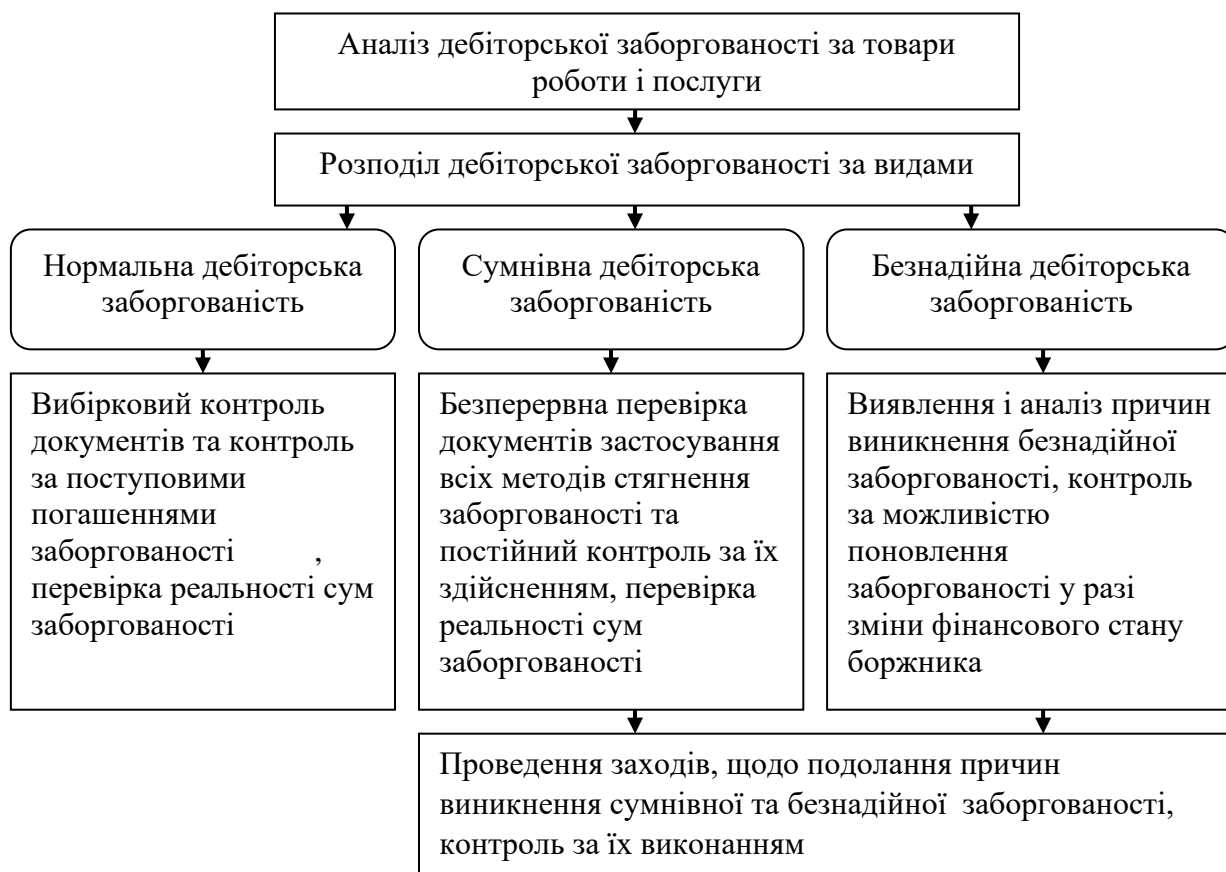 Аналіз дебіторської заборгованості за товари
роботи і послуги
Розподіл дебіторської заборгованості за видами
Нормальна дебіторська
заборгованість
Сумнівна дебіторська
заборгованість
Безнадійна дебіторська
заборгованість
Вибірковий контроль
документів та контроль
за поступовими
погашеннями
заборгованості ,
перевірка реальності сум
заборгованості
Безперервна перевірка
документів застосування
всіх методів стягнення
заборгованості та
постійний контроль за їх
здійсненням, перевірка
реальності сум
заборгованості
Виявлення і аналіз причин
виникнення безнадійної
заборгованості, контроль
за можливістю
поновлення
заборгованості у разі
зміни фінансового стану
боржника
Проведення заходів, щодо подолання причин
виникнення сумнівної та безнадійної заборгованості,
контроль за їх виконанням